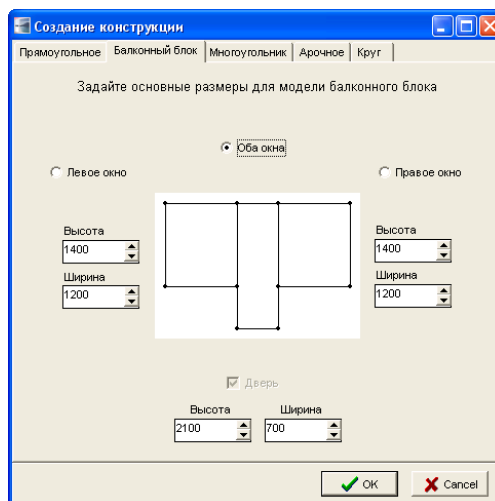 Создание конструкции
Прямоугольное Балконный блок Многоугольник Арочное Круг
Задайте основные размеры для модели балконного блока
Оба окна
Левое окно
Правое окно
Высота
1400
Ширина
1200
Высота
1400
Ширина
1200
Дверь
Высота Ширина
2100 700
OK Cancel